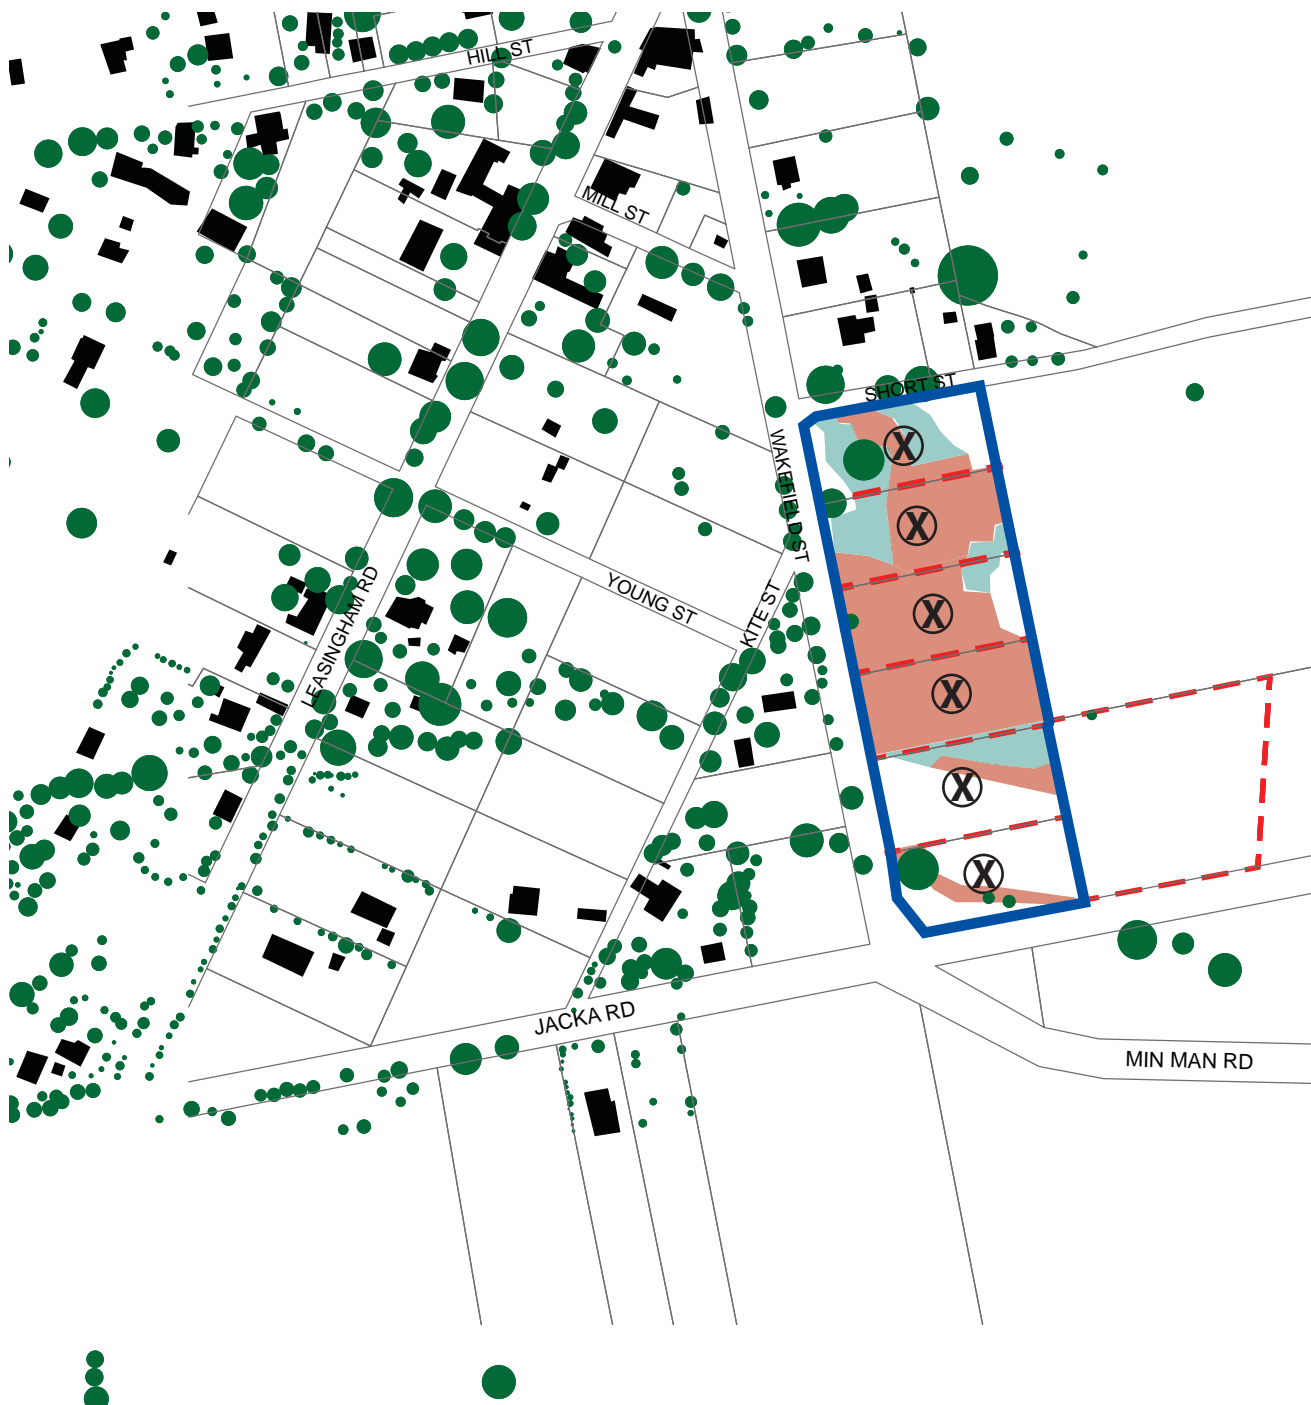 HILL ST
MILL ST
SHORT ST
WAKEFIELD ST
X
X
LEASINGHAM RD
YOUNG ST
KITE ST
X
X
X
X
JACKA RD
MIN MAN RD